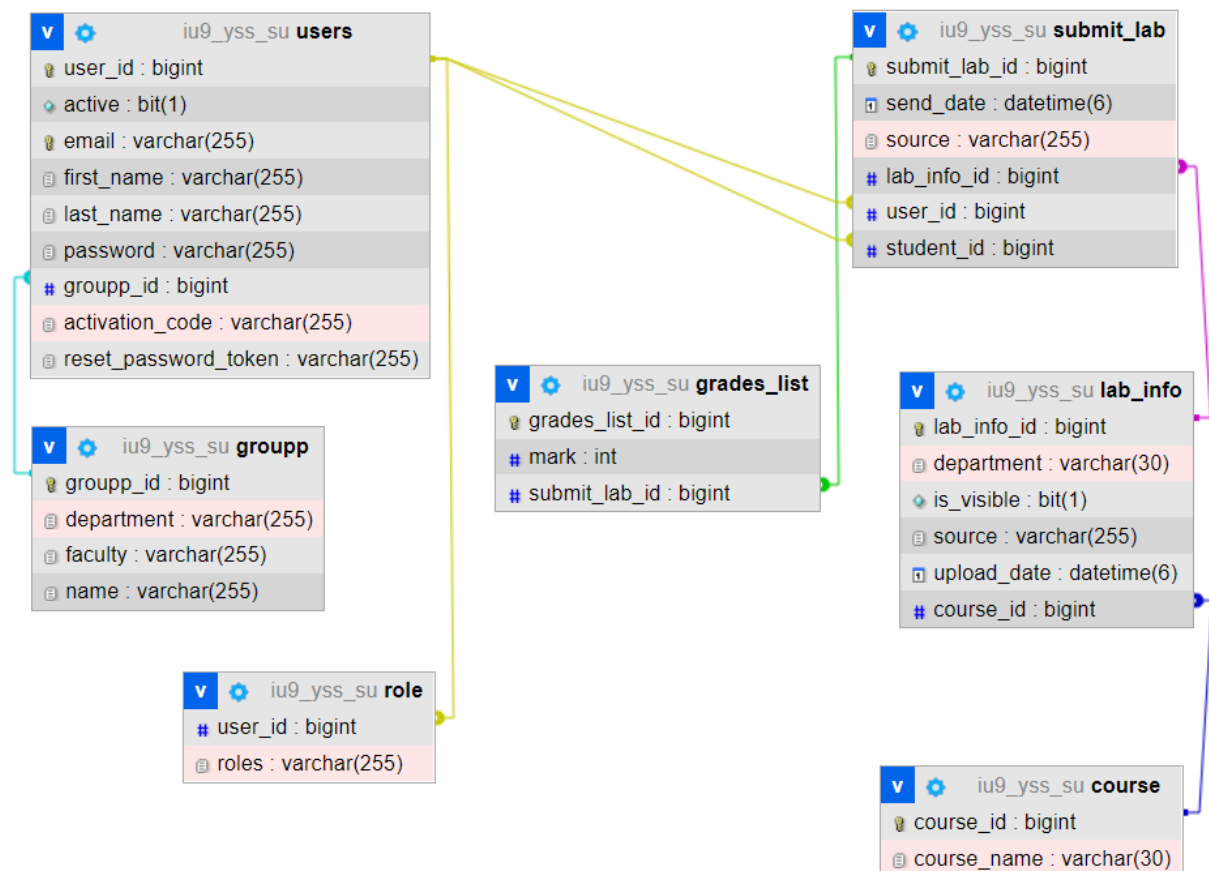 v iu9_yss_su users
user_id : bigint
active : bit(1)
email : varchar(255)
first_name : varchar(255)
last_name : varchar(255)
password : varchar(255)
# groupp_id : bigint
activation_code : varchar(255)
reset_password_token : varchar(255)
v iu9_yss_su submit_lab
submit_lab_id : bigint
send_date : datetime(6)
source : varchar(255)
# lab_info_id : bigint
# user_id : bigint
# student_id : bigint
v iu9_yss_su grades_list
grades_list_id : bigint
# mark : int
# submit_lab_id : bigint
v iu9_yss_su lab_info
lab_info_id : bigint
department : varchar(30)
is_visible : bit(1)
source : varchar(255)
upload_date : datetime(6)
# course_id : bigint
v iu9_yss_su groupp
groupp_id : bigint
department : varchar(255)
faculty : varchar(255)
name : varchar(255)
v iu9_yss_su role
# user_id : bigint
roles : varchar(255)
v iu9_yss_su course
course_id : bigint
course_name : varchar(30)